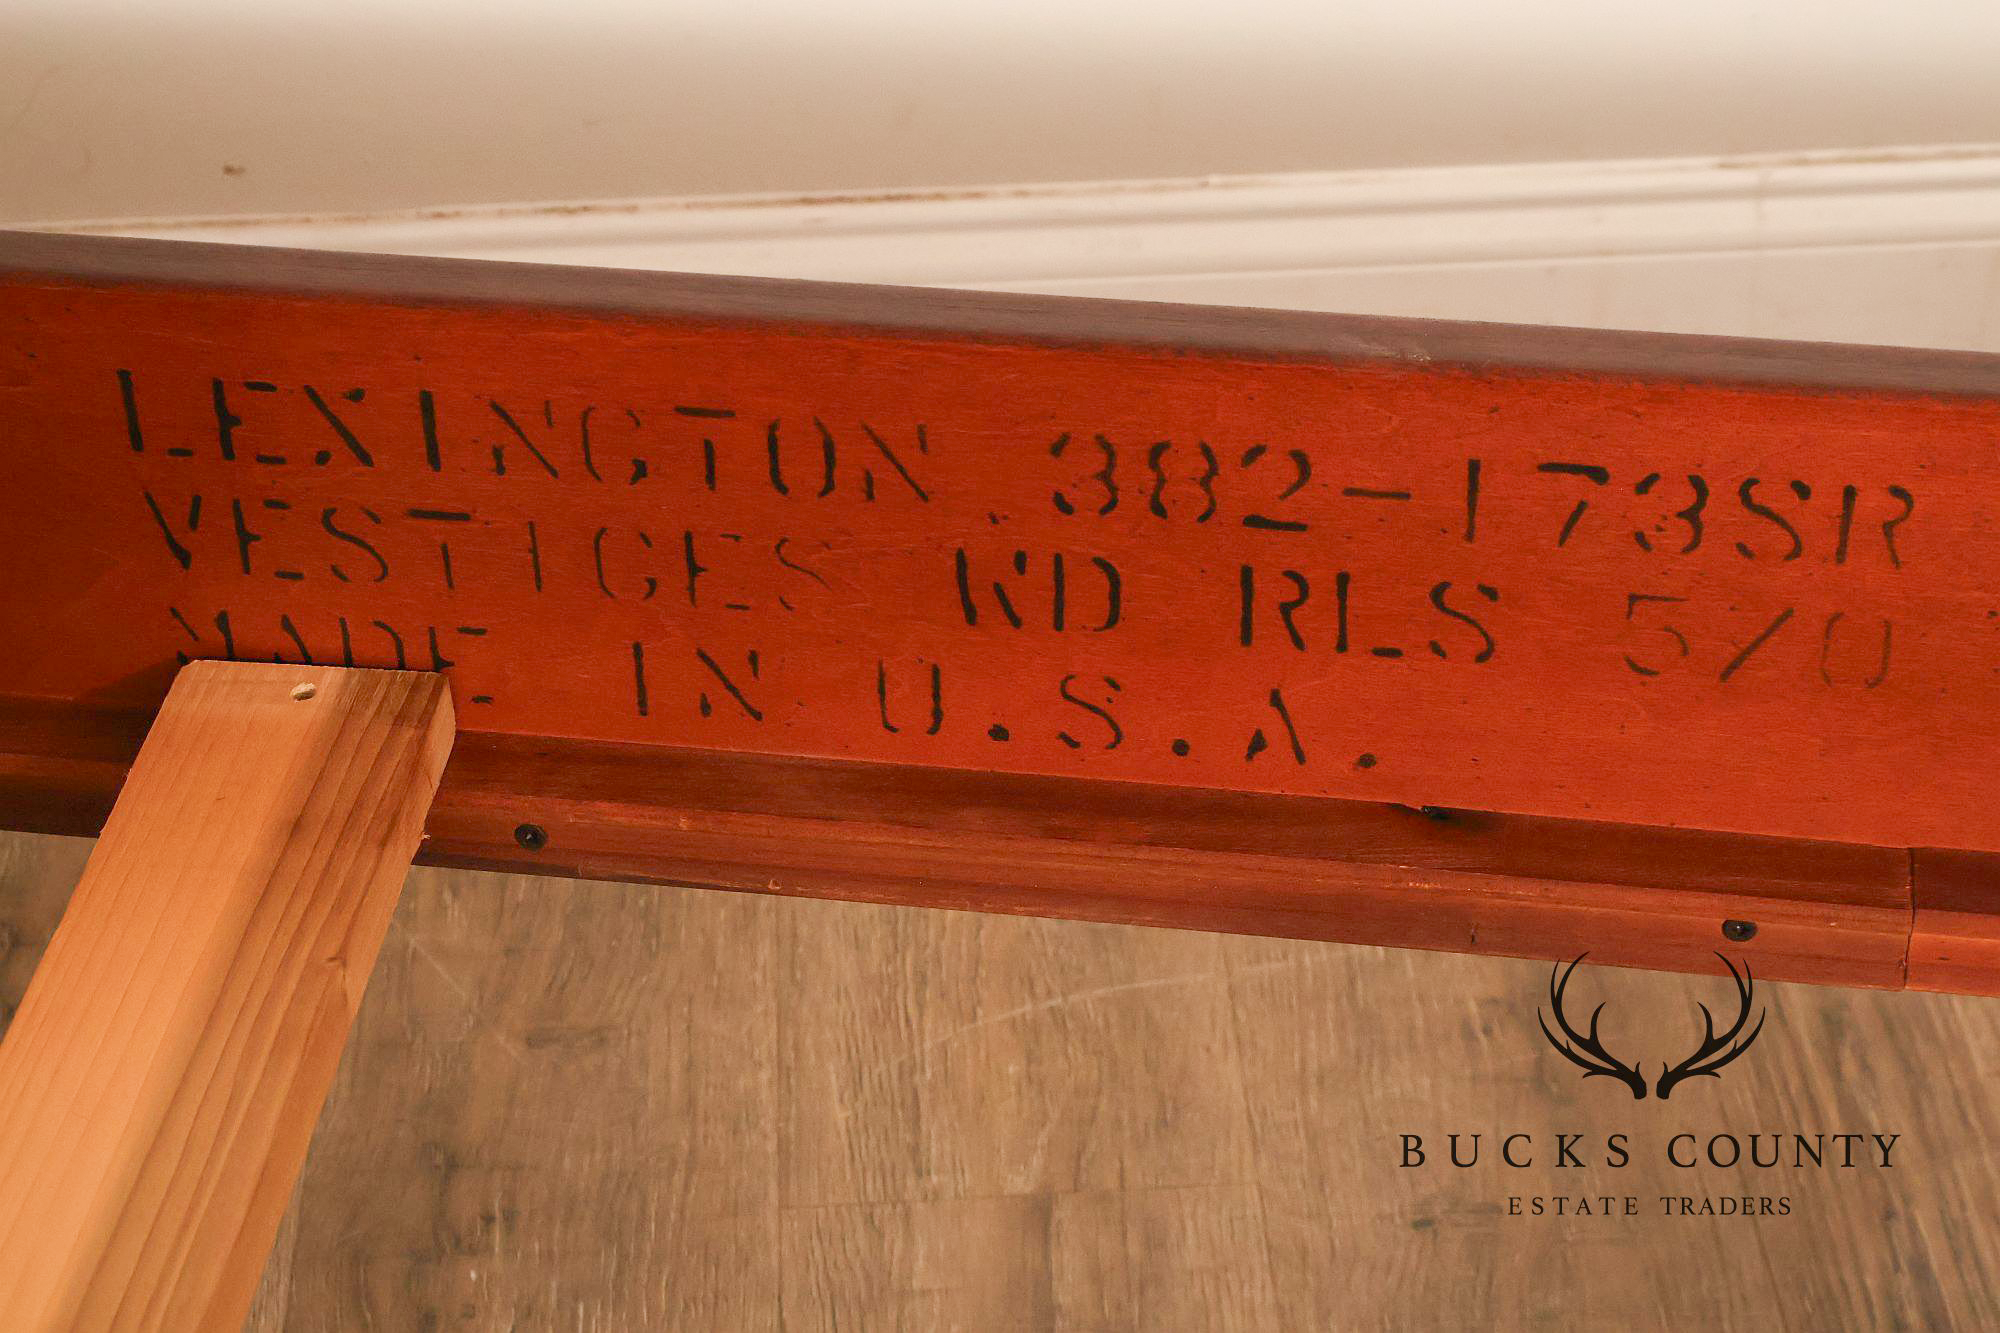 LEXINGTON 382-173SR
VESTIGES WD RLS 5/0
MADE IN U.S.A.
BUCKS COUNTY
ESTATE TRADERS